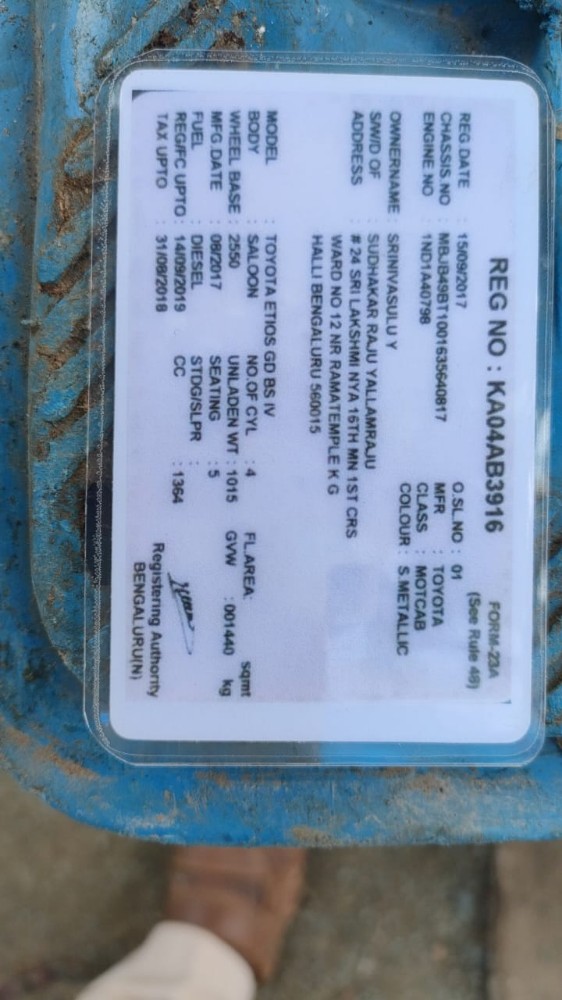 FORM-23A
REG NO : KA04AB3916 (See Rule 48)
REG.DATE : 15/09/2017 O.SL.NO : 01
CHASSIS.NO : MBJB49BT1001635640817 MFR : TOYOTA
ENGINE NO : 1ND1A40798 CLASS : MOTCAB
COLOUR : S.METALLIC
OWNERNAME : SRINIVASULU Y
S/W/D OF : SUDHAKAR RAJU YALLAMRAJU
ADDRESS : # 24 SRI LAKSHMI NYA 16TH MN 1ST CRS
WARD NO 12 NR RAMATEMPLE K G
HALLI BENGALURU 560015
MODEL : TOYOTA ETIOS GD BS IV
BODY : SALOON NO.OF CYL : 4 FL.AREA: sqmt
WHEEL BASE : 2550 UNLADEN WT : 1015 GVW : 001440 kg
MFG.DATE : 08/2017 SEATING : 5
FUEL : DIESEL STDG/SLPR :
REG/FC UPTO : 14/09/2019 CC : 1364
TAX UPTO : 31/08/2018
Registering Authority
BENGALURU(N)